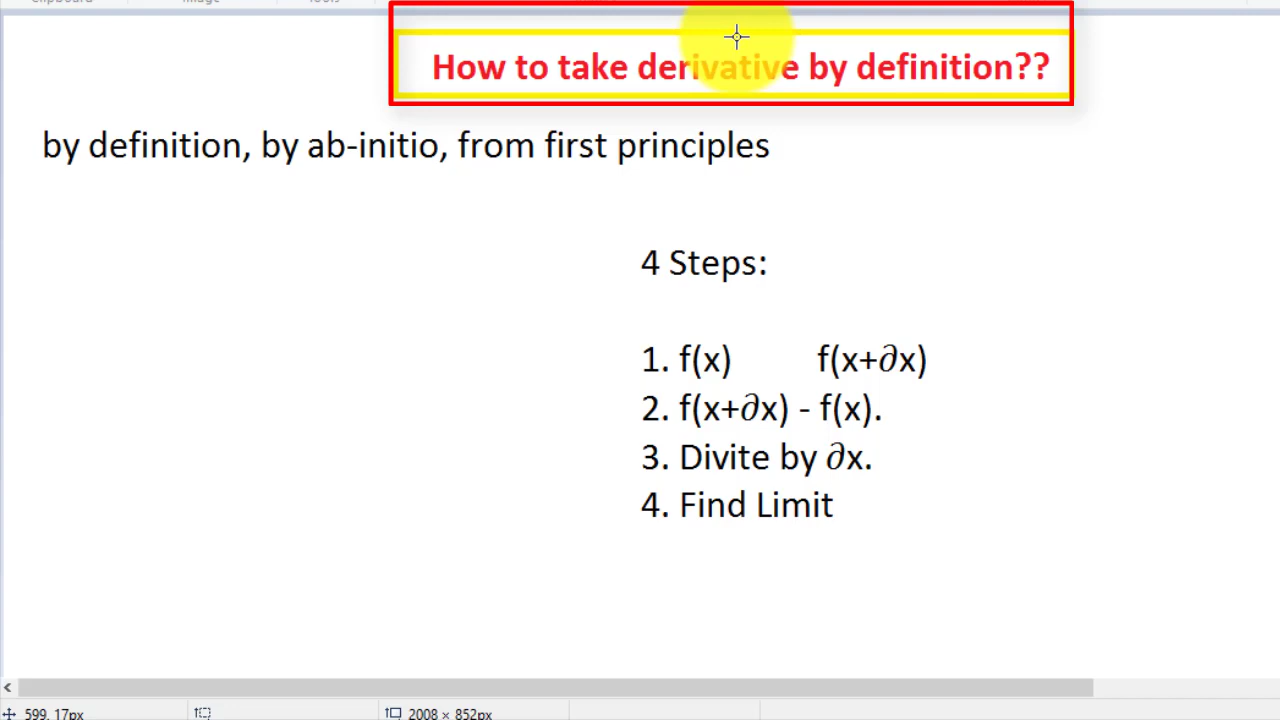 How to take derivative by definition??
by definition, by ab-initio, from first principles
4 Steps:
1. f(x) f(x+∂x)
2. f(x+∂x) - f(x).
3. Divite by ∂x.
4. Find Limit
599, 17px 2008 × 852px